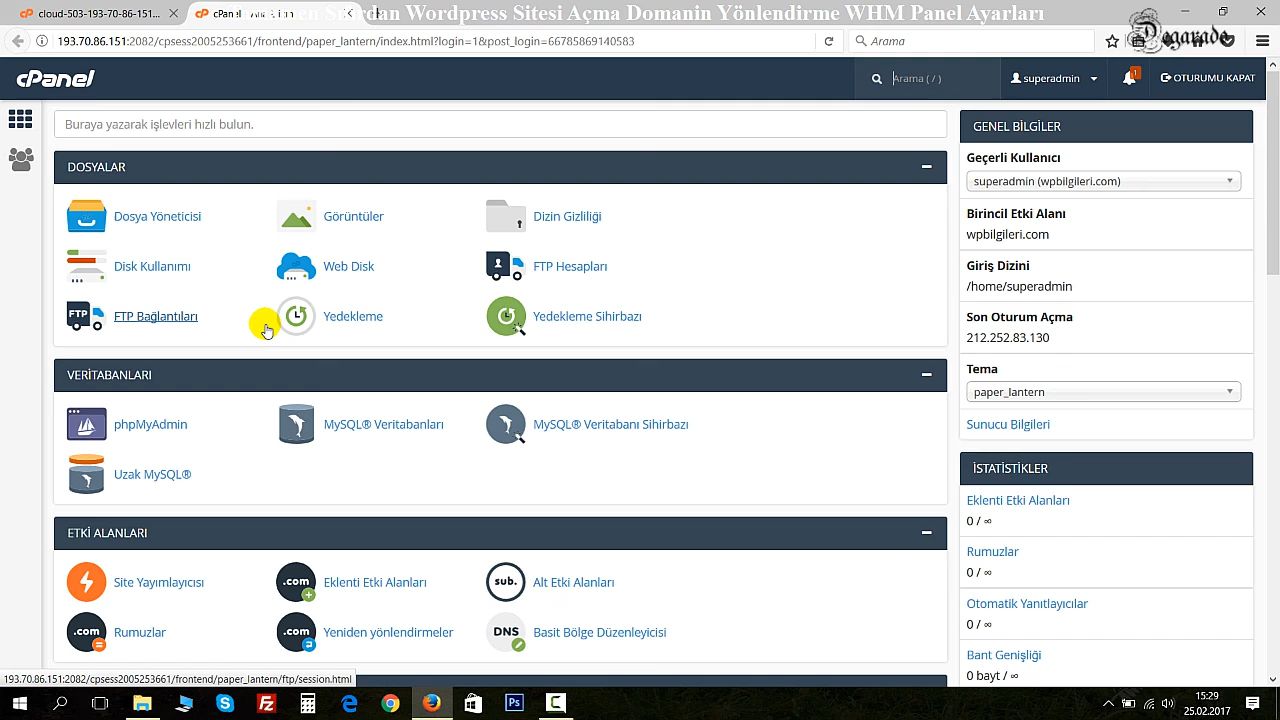 cloud-503-193-70-86-151...
cPanel
Sıfırdan Wordpress Sitesi Açma Domanin Yönlendirme WHM Panel Ayarları
193.70.86.151:2082/cpsess2005253661/frontend/paper_lantern/index.html?login=1&post_login=66785869140583
Arama
Dogarado
cPanel
Arama ( / )
superadmin
1
OTURUMU KAPAT
Buraya yazarak işlevleri hızlı bulun.
DOSYALAR
Dosya Yöneticisi
Görüntüler
Dizin Gizliliği
Disk Kullanımı
Web Disk
FTP Hesapları
FTP
FTP Bağlantıları
Yedekleme
Yedekleme Sihirbazı
VERİTABANLARI
phpMyAdmin
MySQL® Veritabanları
MySQL® Veritabanı Sihirbazı
Uzak MySQL®
ETKİ ALANLARI
Site Yayımlayıcısı
.com
Eklenti Etki Alanları
sub.
Alt Etki Alanları
.com
Rumuzlar
.com
Yeniden yönlendirmeler
DNS
Basit Bölge Düzenleyicisi
GENEL BİLGİLER
Geçerli Kullanıcı
superadmin (wpbilgileri.com)
Birincil Etki Alanı
wpbilgileri.com
Giriş Dizini
/home/superadmin
Son Oturum Açma
212.252.83.130
Tema
paper_lantern
Sunucu Bilgileri
İSTATİSTİKLER
Eklenti Etki Alanları
0 / ∞
Rumuzlar
0 / ∞
Otomatik Yanıtlayıcılar
0 / ∞
Bant Genişliği
0 bayt / ∞
193.70.86.151:2082/cpsess2005253661/frontend/paper_lantern/ftp/session.html
Ps
15:29
25.02.2017